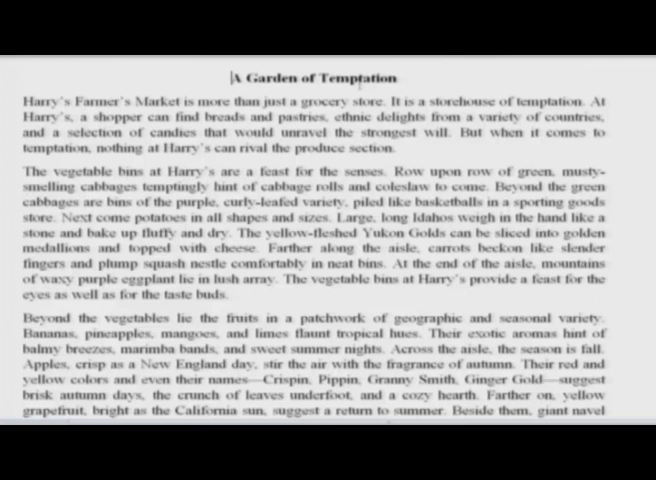 A Garden of Temptation
Harry's Farmer's Market is more than just a grocery store. It is a storehouse of temptation. At
Harry's, a shopper can find breads and pastries, ethnic delights from a variety of countries,
and a selection of candies that would unravel the strongest will. But when it comes to
temptation, nothing at Harry's can rival the produce section.
The vegetable bins at Harry's are a feast for the senses. Row upon row of green, musty-
smelling cabbages temptingly hint of cabbage rolls and coleslaw to come. Beyond the green
cabbages are bins of the purple, curly-leafed variety, piled like basketballs in a sporting goods
store. Next come potatoes in all shapes and sizes. Large, long Idahos weigh in the hand like a
stone and bake up fluffy and dry. The yellow-fleshed Yukon Golds can be sliced into golden
medallions and topped with cheese. Farther along the aisle, carrots beckon like slender
fingers and plump squash nestle comfortably in neat bins. At the end of the aisle, mountains
of waxy purple eggplant lie in lush array. The vegetable bins at Harry's provide a feast for the
eyes as well as for the taste buds.
Beyond the vegetables lie the fruits in a patchwork of geographic and seasonal variety.
Bananas, pineapples, mangoes, and limes flaunt tropical hues. Their exotic aromas hint of
balmy breezes, marimba bands, and sweet summer nights. Across the aisle, the season is fall.
Apples, crisp as a New England day, stir the air with the fragrance of autumn. Their red and
yellow colors and even their names—Crispin, Pippin, Granny Smith, Ginger Gold—suggest
brisk autumn days, the crunch of leaves underfoot, and a cozy hearth. Farther on, yellow
grapefruit, bright as the California sun, suggest a return to summer. Beside them, giant navel